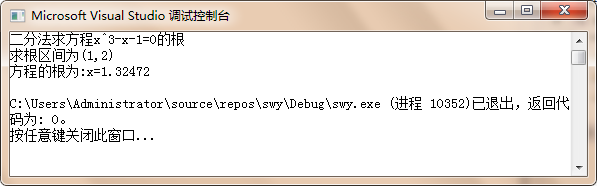 Microsoft Visual Studio 调试控制台
二分法求方程x^3-x-1=0的根
求根区间为(1,2)
方程的根为:x=1.32472
C:\Users\Administrator\source\repos\swy\Debug\swy.exe (进程 10352)已退出，返回代
码为: 0。
按任意键关闭此窗口...